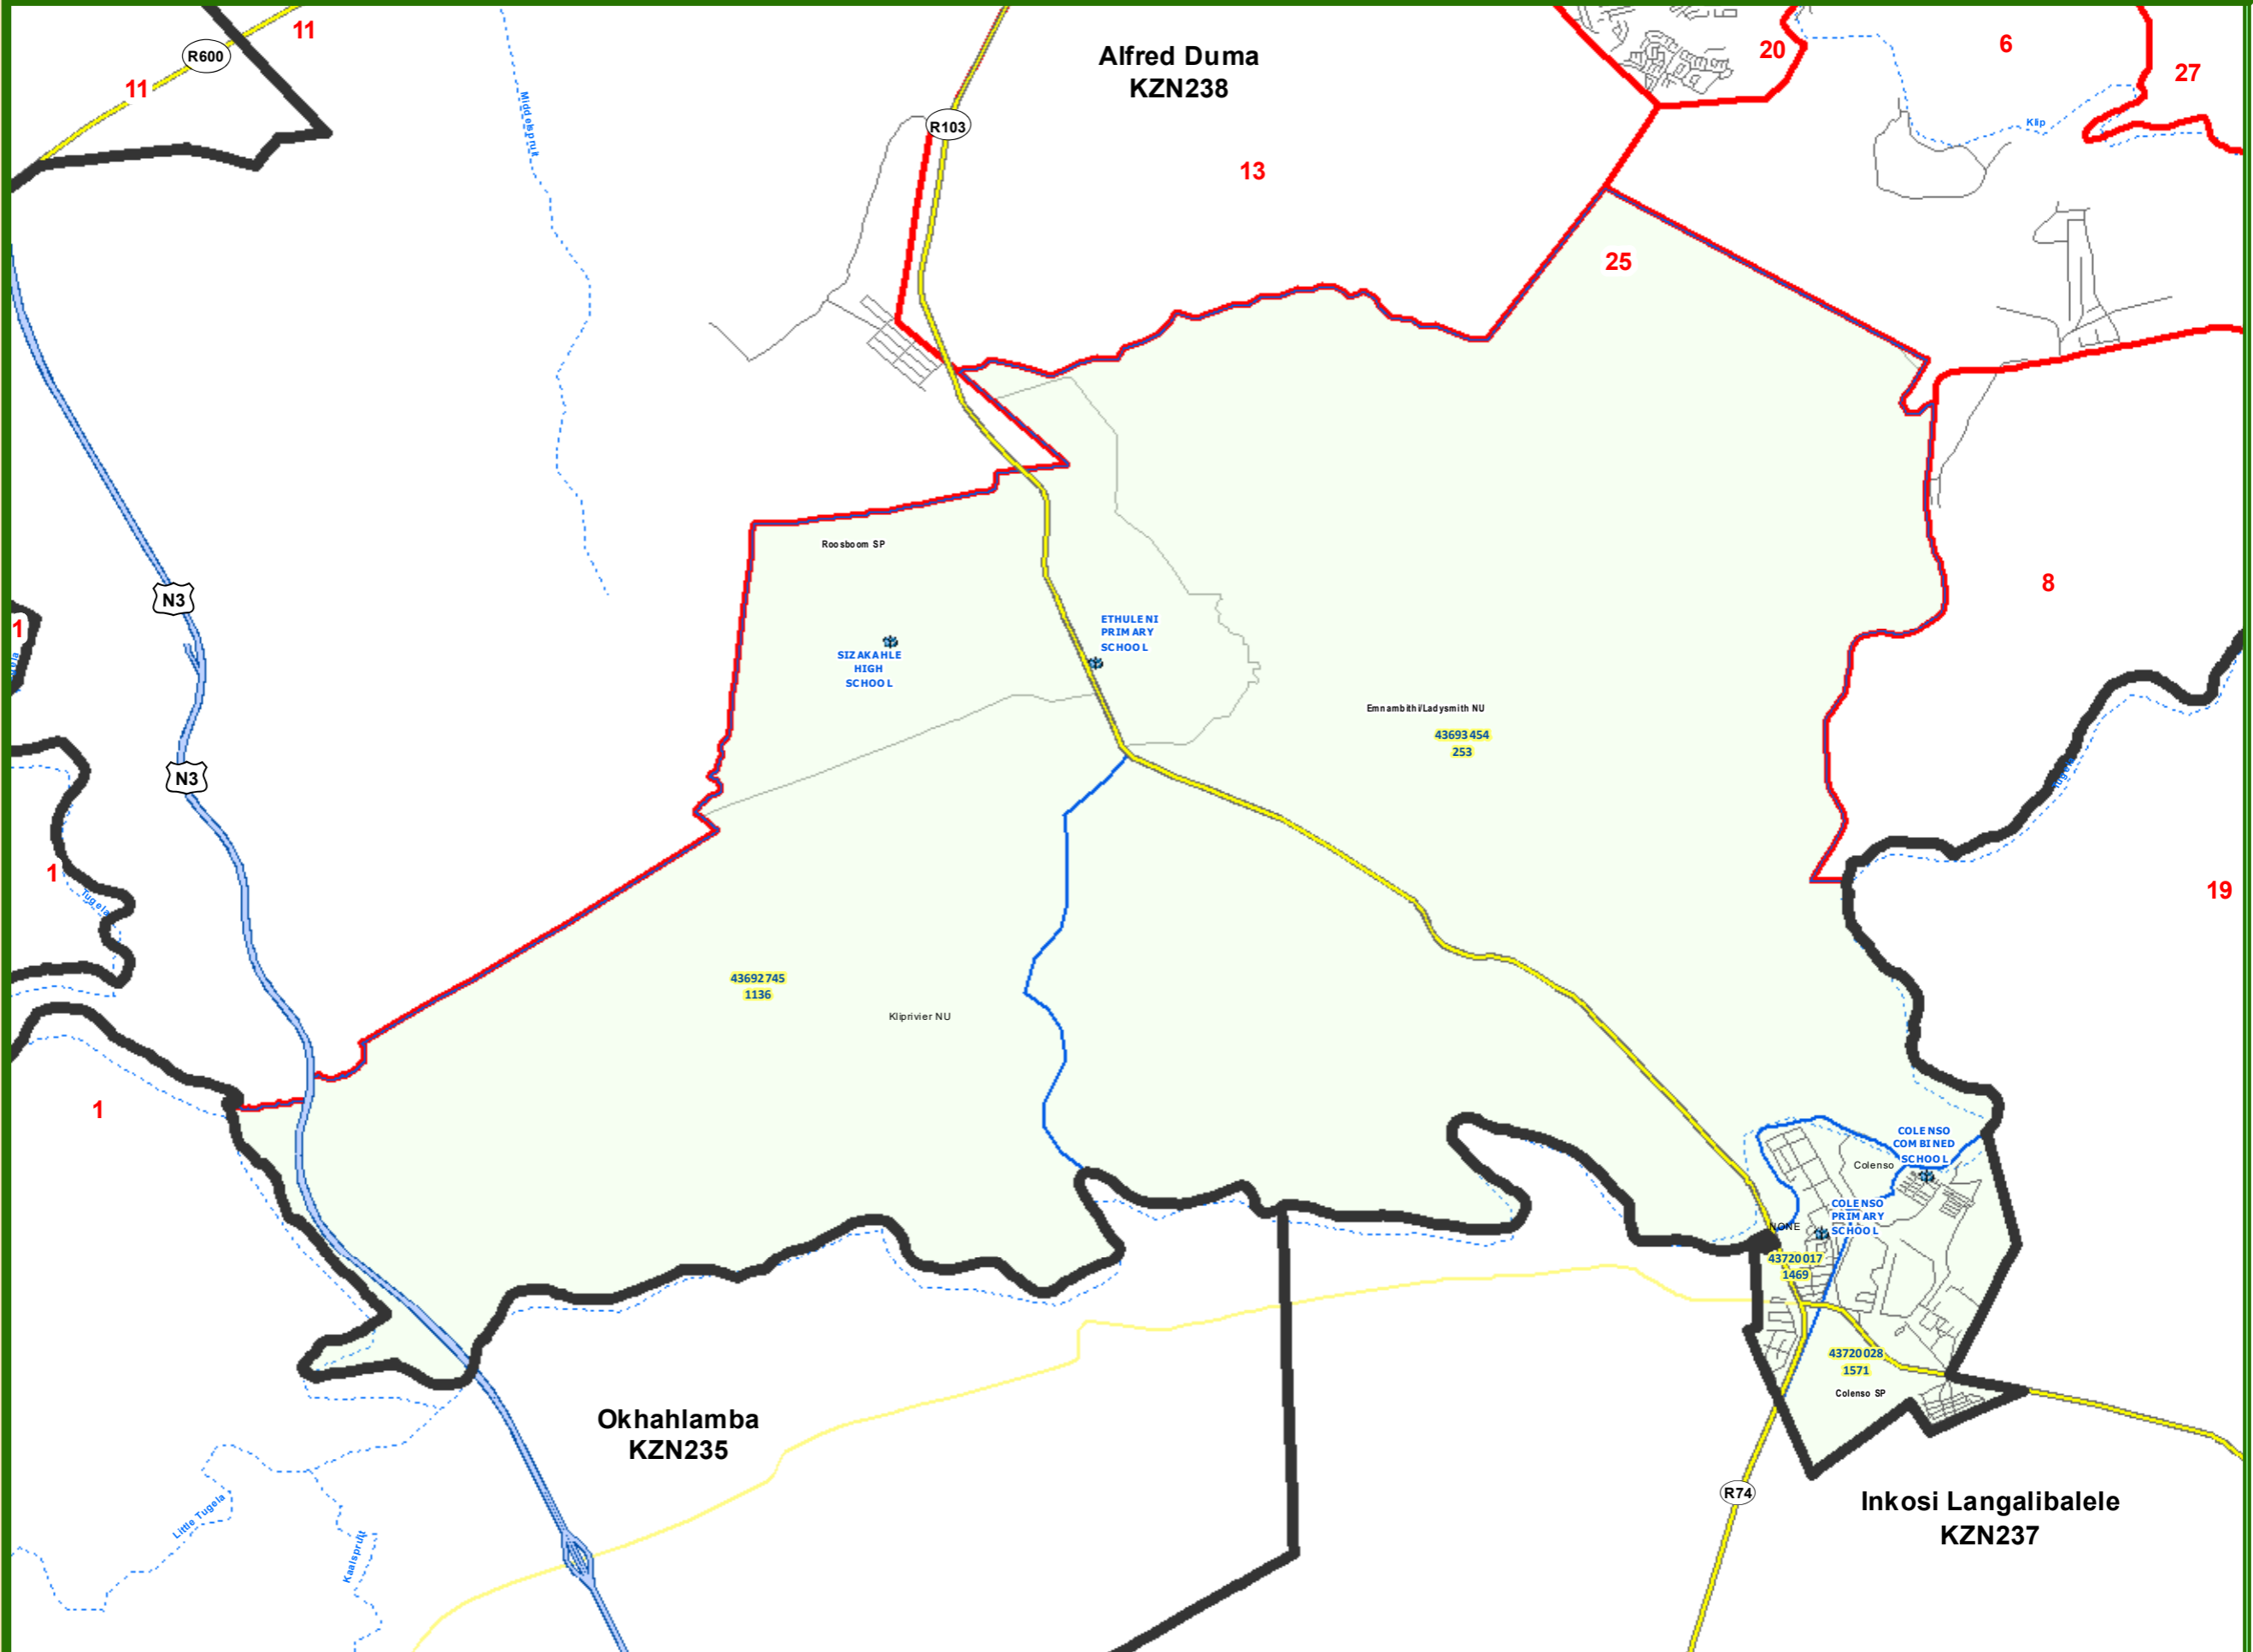 11
R600
11
Alfred Duma
KZN238
20
6
27
Middelspruit
R103
Klip
13
25
Roosboom SP
N3
8
1
ETHULENI
PRIMARY
SCHOOL
SIZAKAHLE
HIGH
SCHOOL
Emnambithi/Ladysmith NU
43693454
253
N3
Tugela
1
Tugela
19
43692745
1136
Kliprivier NU
1
COLENSO
COMBINED
SCHOOL
Colenso
COLENSO
PRIMARY
SCHOOL
NONE
43720017
1469
43720028
1571
Colenso SP
Okhahlamba
KZN235
R74
Inkosi Langalibalele
KZN237
Little Tugela
Kaalspruit